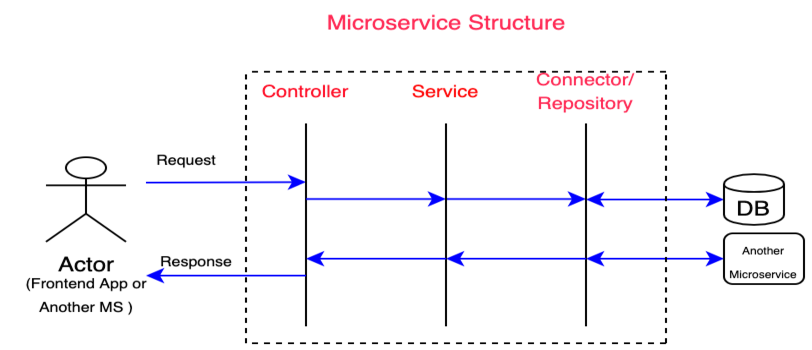 Microservice Structure
Controller
Service
Connector/
Repository
Request
DB
Response
Another
Microservice
Actor
(Frontend App or
Another MS )